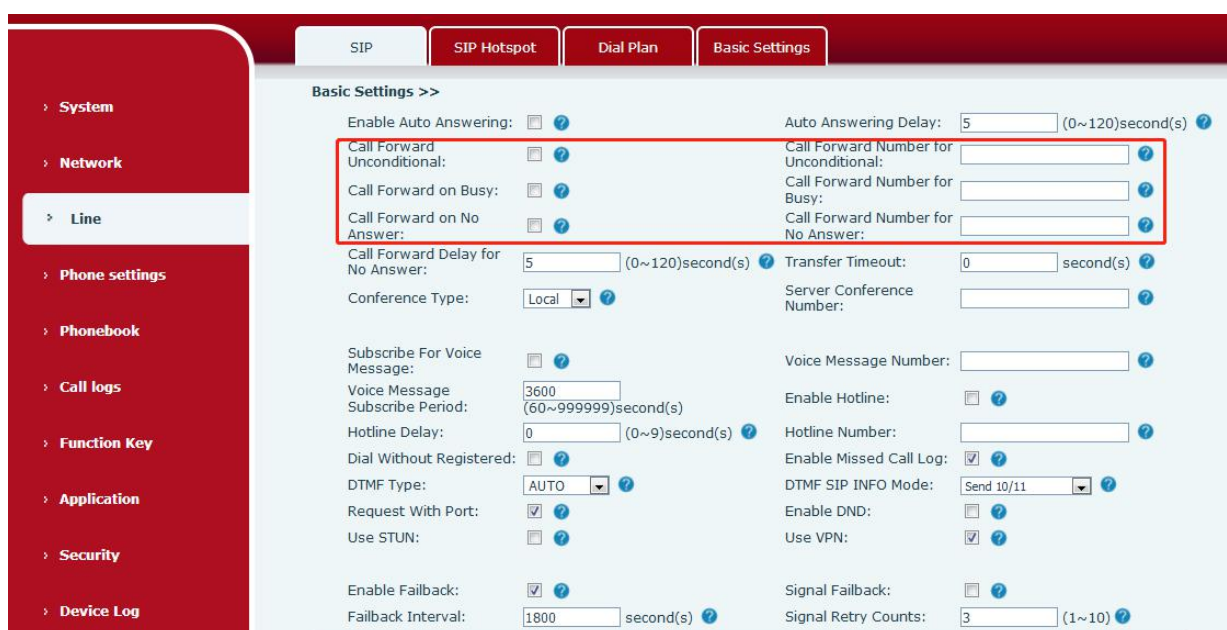 SIP
SIP Hotspot
Dial Plan
Basic Settings
System
Network
Line
Phone settings
Phonebook
Call logs
Function Key
Application
Security
Device Log
Basic Settings >>
Enable Auto Answering: ?
Auto Answering Delay: 5 (0~120)second(s) ?
Call Forward
Unconditional: ?
Call Forward Number for
Unconditional: ?
Call Forward on Busy: ?
Call Forward Number for
Busy: ?
Call Forward on No
Answer: ?
Call Forward Number for
No Answer: ?
Call Forward Delay for
No Answer: 5 (0~120)second(s) ?
Transfer Timeout: 0 second(s) ?
Conference Type: Local ?
Server Conference
Number: ?
Subscribe For Voice
Message: ?
Voice Message Number: ?
Voice Message
Subscribe Period: 3600
(60~999999)second(s)
Enable Hotline: ?
Hotline Delay: 0 (0~9)second(s) ?
Hotline Number: ?
Dial Without Registered: ?
Enable Missed Call Log: ?
DTMF Type: AUTO ?
DTMF SIP INFO Mode: Send 10/11 ?
Request With Port: ?
Enable DND: ?
Use STUN: ?
Use VPN: ?
Enable Failback: ?
Signal Failback: ?
Failback Interval: 1800 second(s) ?
Signal Retry Counts: 3 (1~10) ?